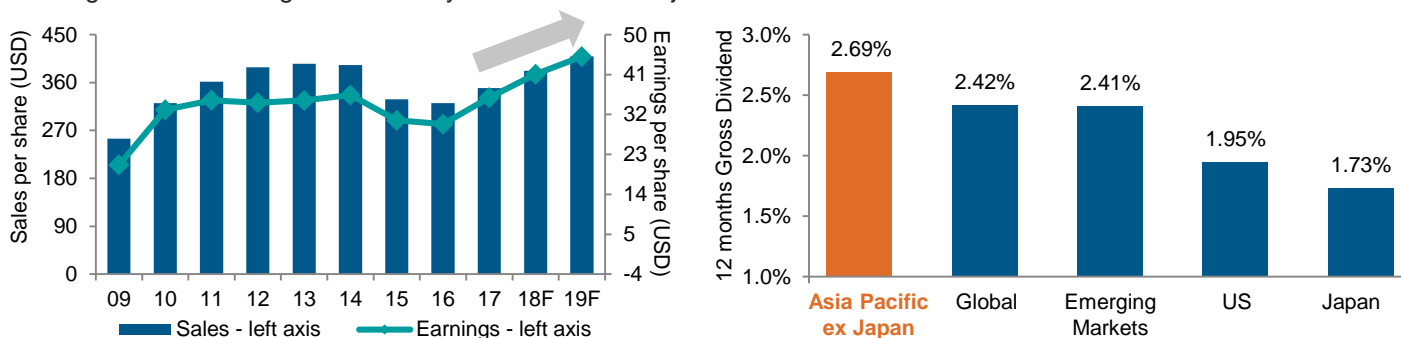 Sales per share (USD)
450
360
270
180
90
0
09 10 11 12 13 14 15 16 17 18F 19F
50
41
32
23
14
5
-4
Earnings per share (USD)
Sales - left axis
Earnings - left axis
12 months Gross Dividend
3.0%
2.5%
2.0%
1.5%
1.0%
2.69%
2.42%
2.41%
1.95%
1.73%
Asia Pacific
ex Japan
Global
Emerging
Markets
US
Japan